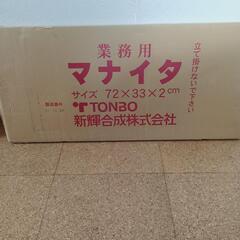 業務用
マナイタ
サイズ 72×33×2cm
TONBO
新輝合成株式会社
立て掛けないで下さい